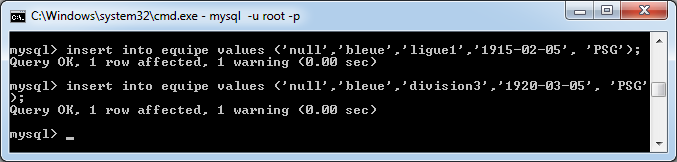 C:\Windows\system32\cmd.exe - mysql  -u root -p
mysql> insert into equipe values ('null','bleue','ligue1','1915-02-05', 'PSG');
Query OK, 1 row affected, 1 warning (0.00 sec)
mysql> insert into equipe values ('null','bleue','division3','1920-03-05', 'PSG'
);
Query OK, 1 row affected, 1 warning (0.00 sec)
mysql> _